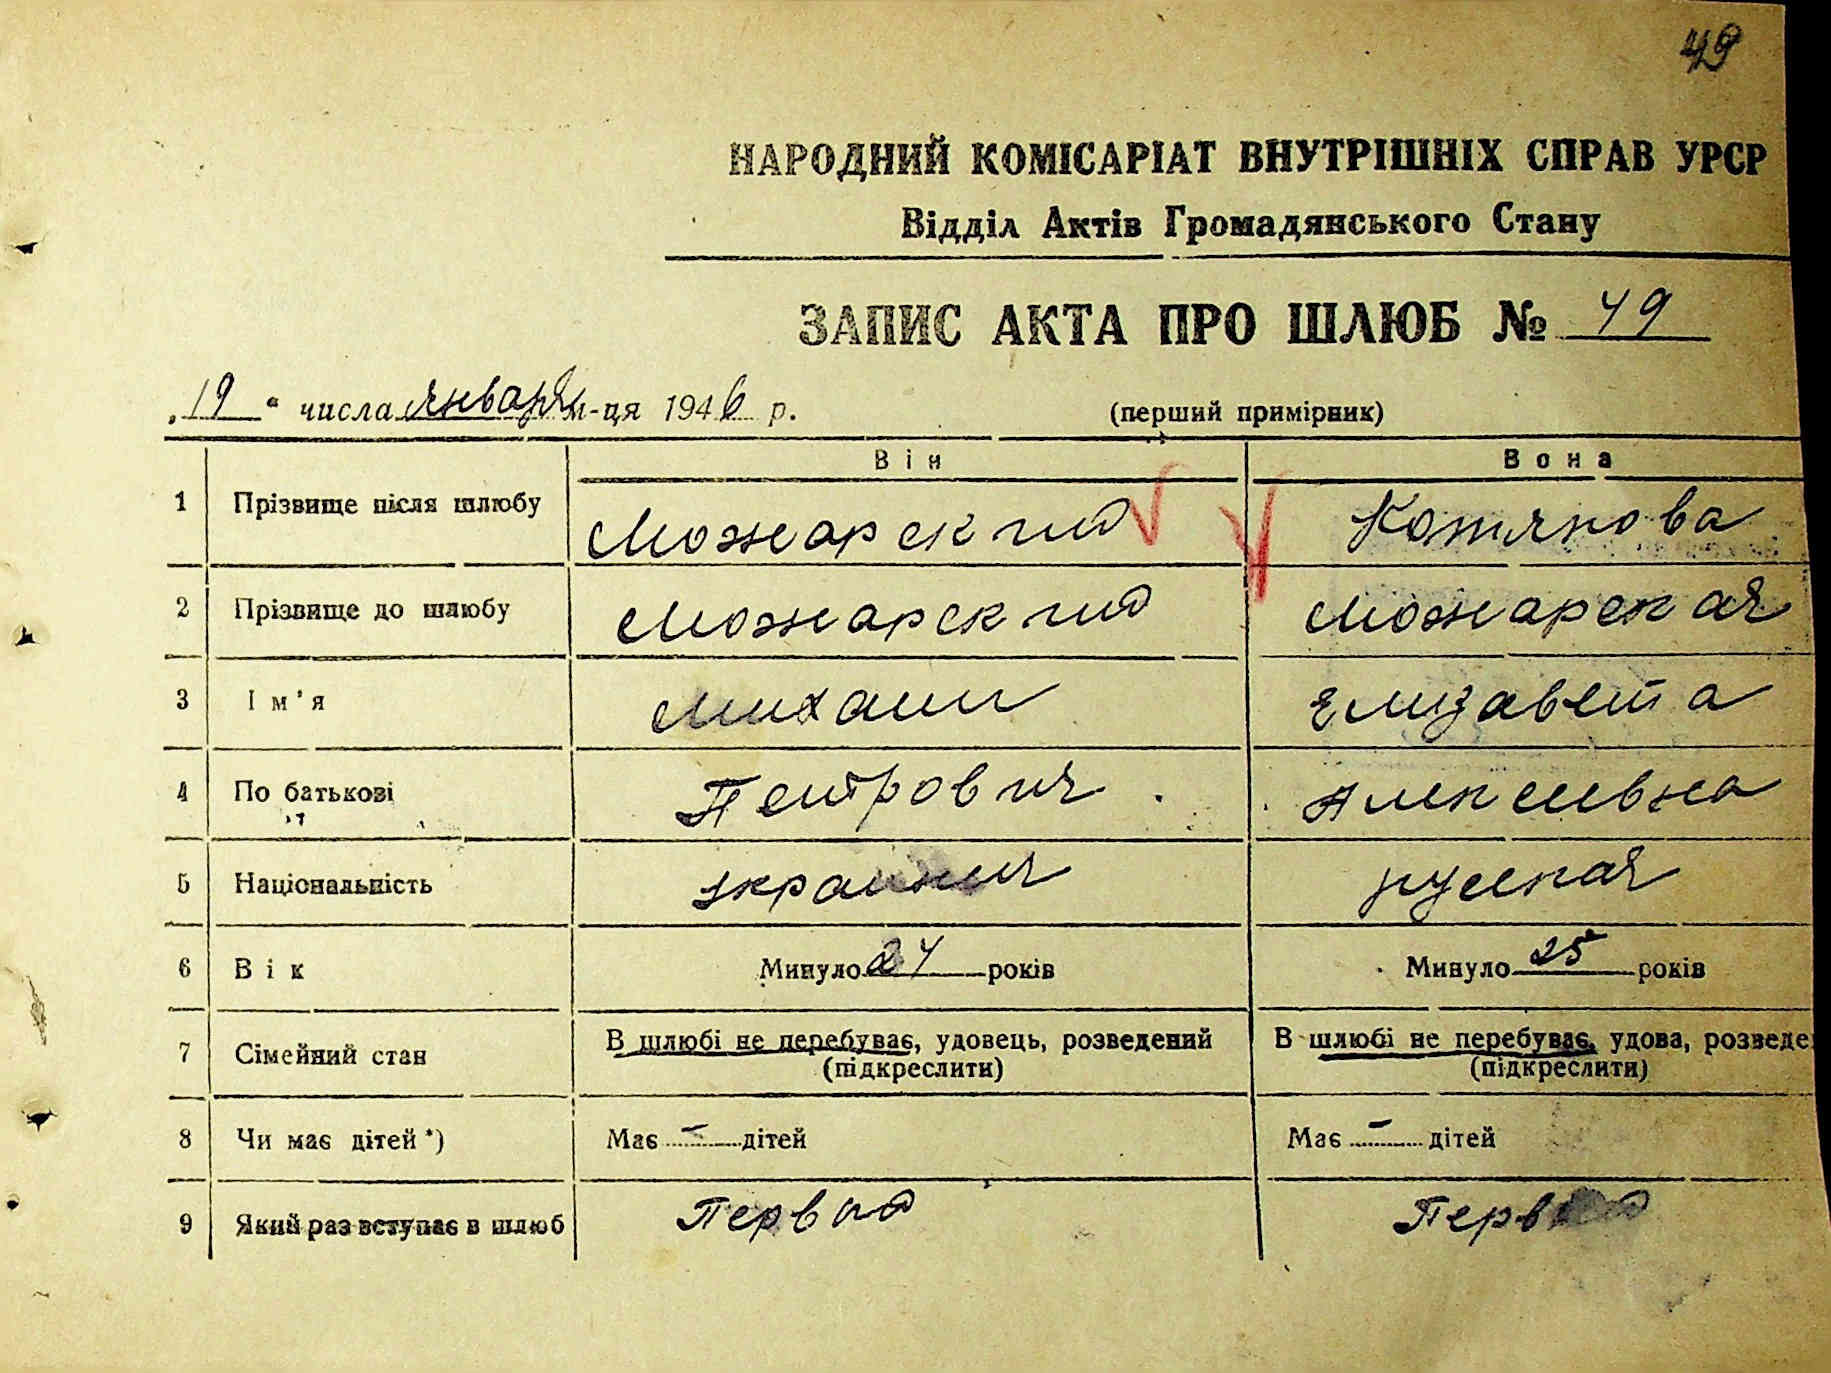 49
НАРОДНИЙ КОМІСАРІАТ ВНУТРІШНІХ СПРАВ УРСР
Відділ Актів Громадянського Стану
ЗАПИС АКТА ПРО ШЛЮБ № 49
„19“ числа января м-ця 1946 р. (перший примірник)
Він Вона
1 Прізвище після шлюбу Можарский Котякова
2 Прізвище до шлюбу Можарский Можарская
3 Ім'я Михаил Елизавета
4 По батькові Петрович Алексеевна
5 Національність украинец русская
6 Вік Минуло 24 років Минуло 25 років
7 Сімейний стан В шлюбі не перебуває, удовець, розведений В шлюбі не перебуває, удова, розведе
(підкреслити) (підкреслити)
8 Чи має дітей*) Має - дітей Має - дітей
9 Який раз вступає в шлюб Первый Первый